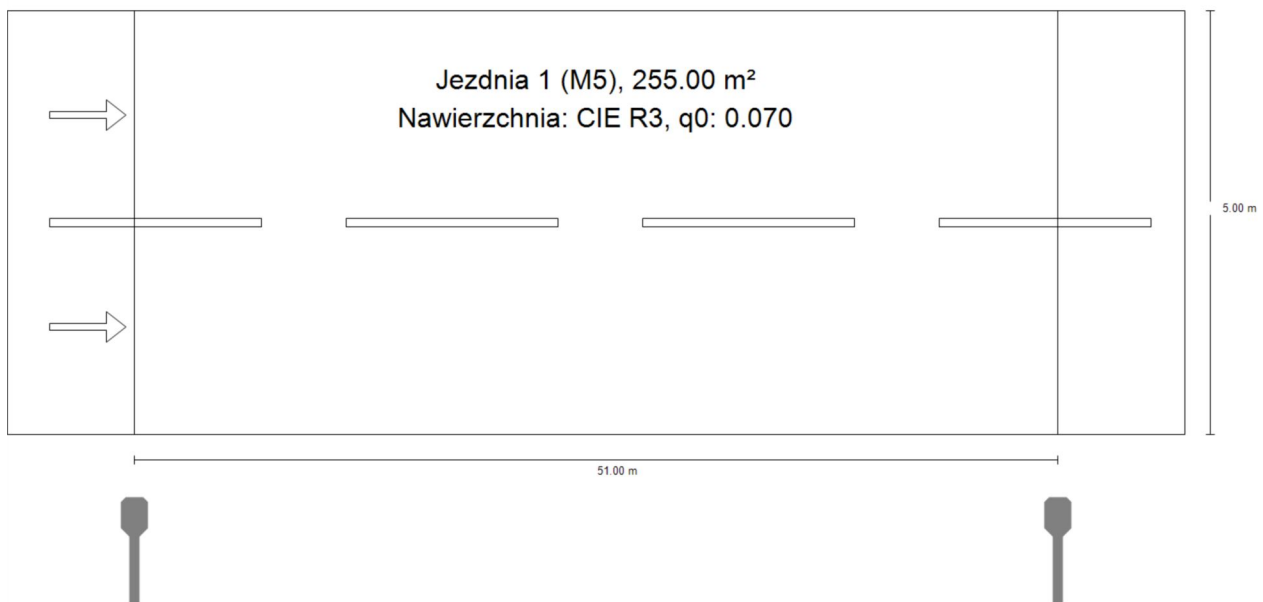 Jezdnia 1 (M5), 255.00 m²
Nawierzchnia: CIE R3, q0: 0.070
5.00 m
51.00 m